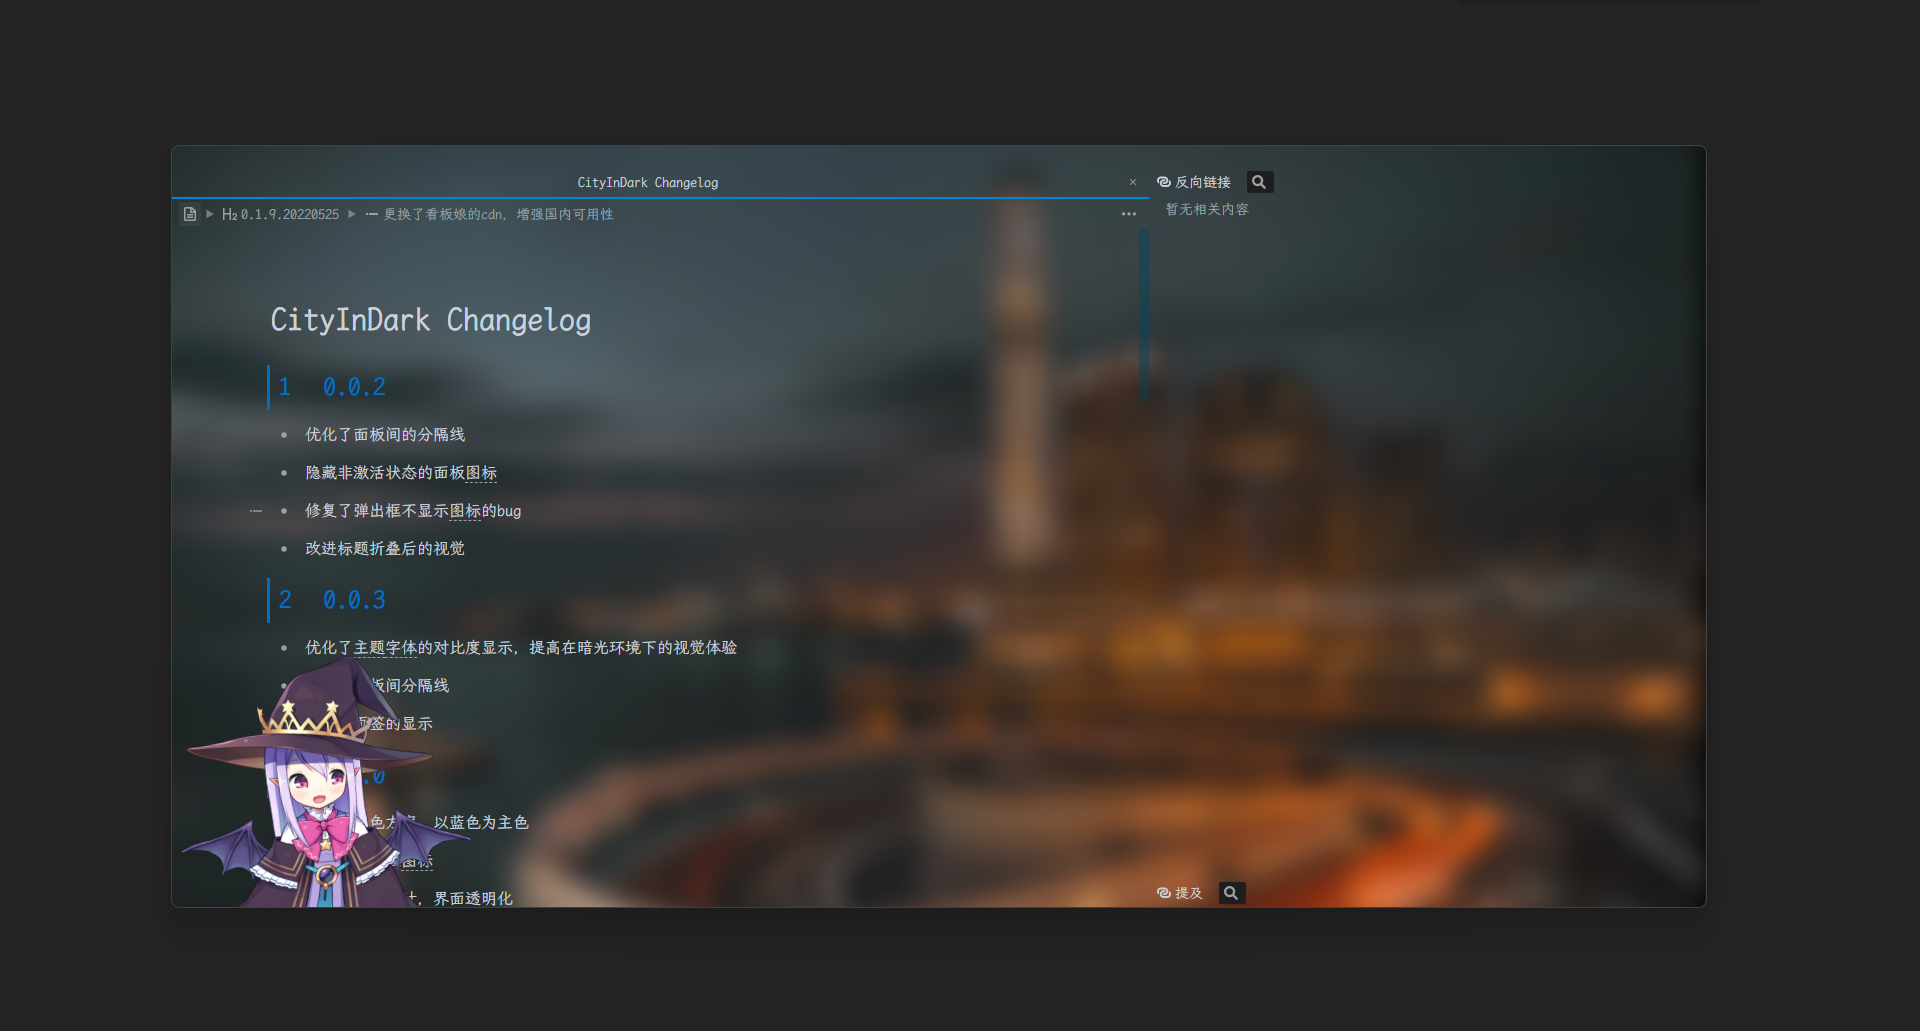 CityInDark Changelog
反向链接
H2 0.1.9.20220525 更换了看板娘的cdn，增强国内可用性
暂无相关内容
CityInDark Changelog
1 0.0.2
优化了面板间的分隔线
隐藏非激活状态的面板图标
修复了弹出框不显示图标的bug
改进标题折叠后的视觉
2 0.0.3
优化了主题字体的对比度显示，提高在暗光环境下的视觉体验
板间分隔线
签的显示
.0
色方 以蓝色为主色
图标
，界面透明化
提及